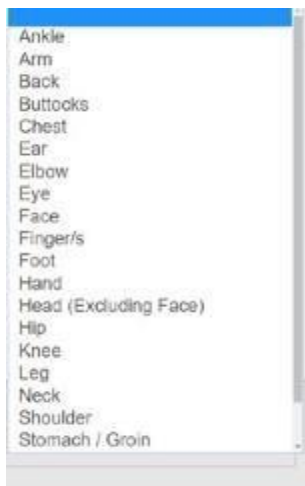 Ankle
Arm
Back
Buttocks
Chest
Ear
Elbow
Eye
Face
Finger/s
Foot
Hand
Head (Excluding Face)
Hip
Knee
Leg
Neck
Shoulder
Stomach / Groin